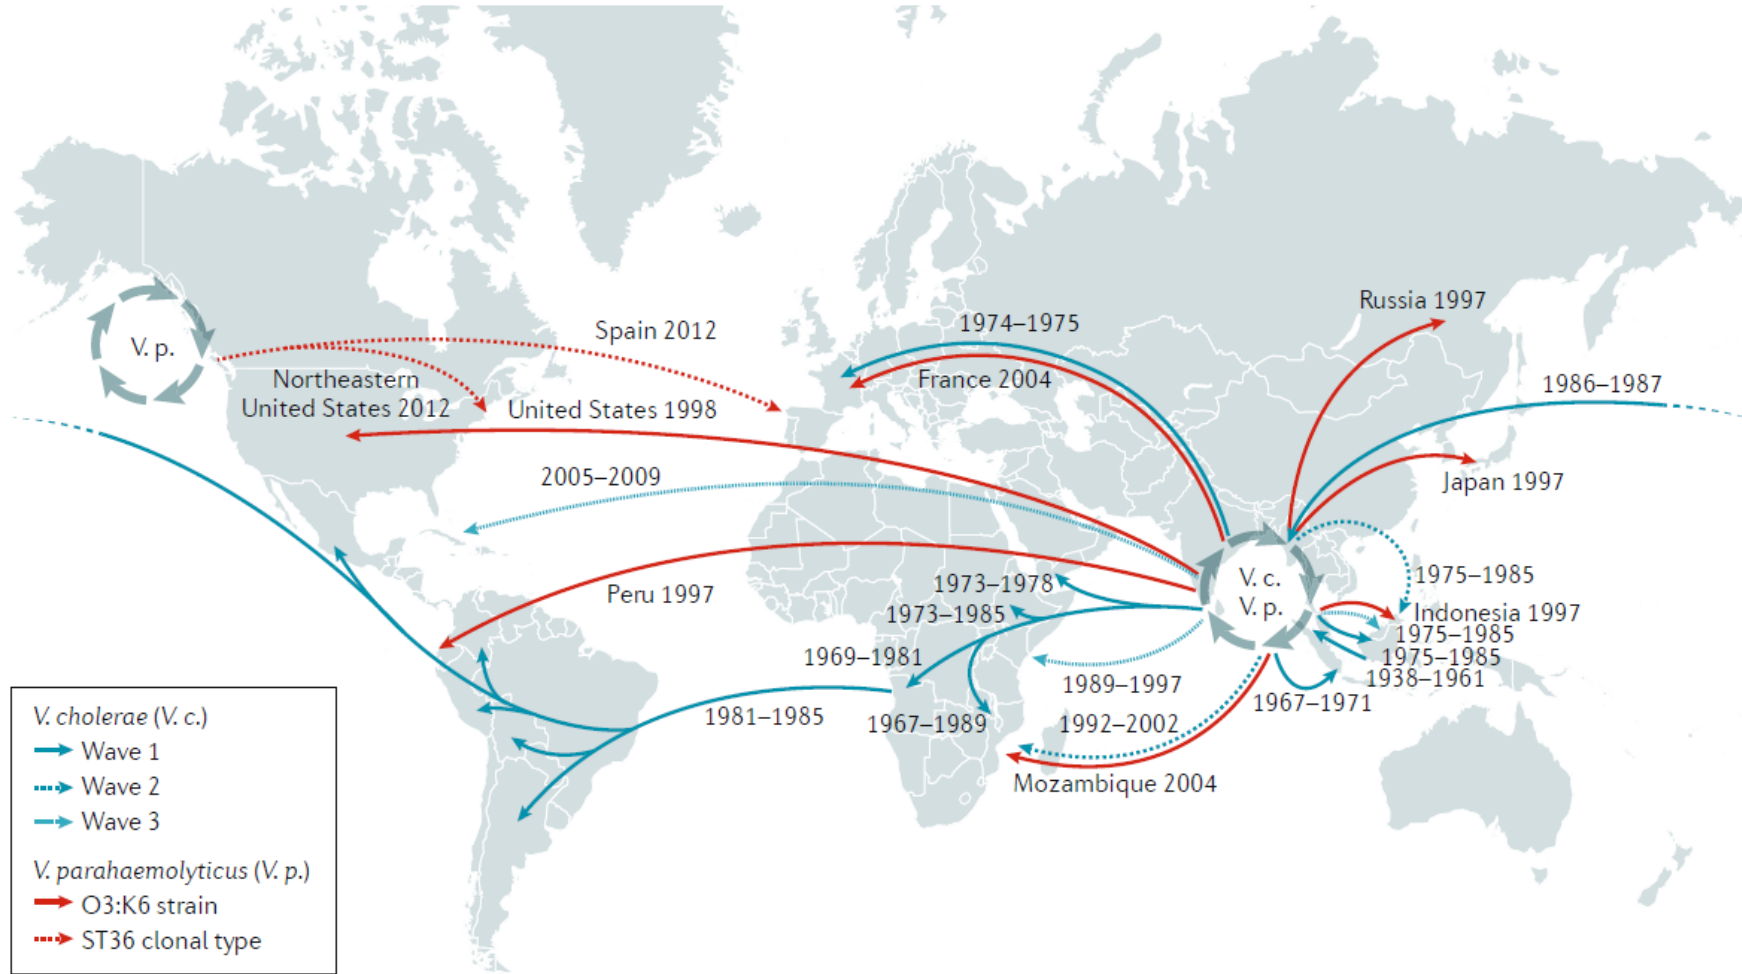 Russia 1997
1974–1975
Spain 2012
V. p.
France 2004
Northeastern
United States 2012
United States 1998
1986–1987
2005–2009
Japan 1997
V. c.
V. p.
1973–1978
1975–1985
Peru 1997
1973–1985
Indonesia 1997
1975–1985
1975–1985
1969–1981
1938–1961
1989–1997
1967–1971
1981–1985
1967–1989
1992–2002
Mozambique 2004
V. cholerae (V. c.)
Wave 1
Wave 2
Wave 3
V. parahaemolyticus (V. p.)
O3:K6 strain
ST36 clonal type